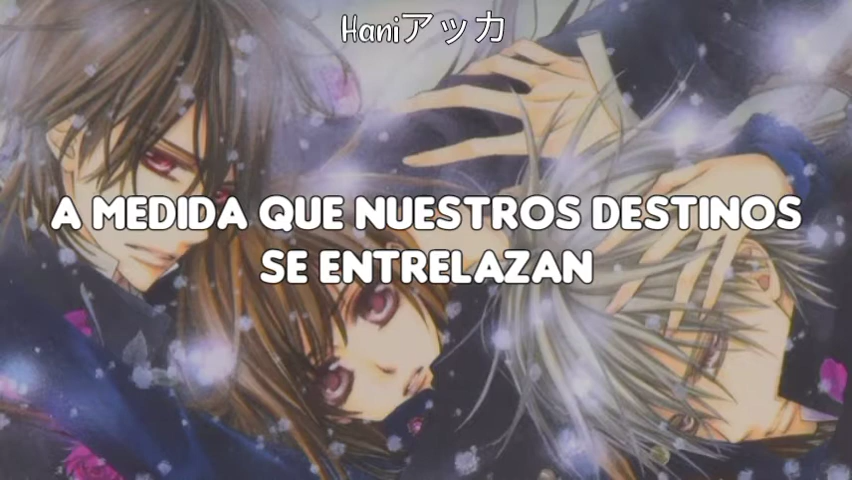 Haniアッカ
A MEDIDA QUE NUESTROS DESTINOS
SE ENTRELAZAN